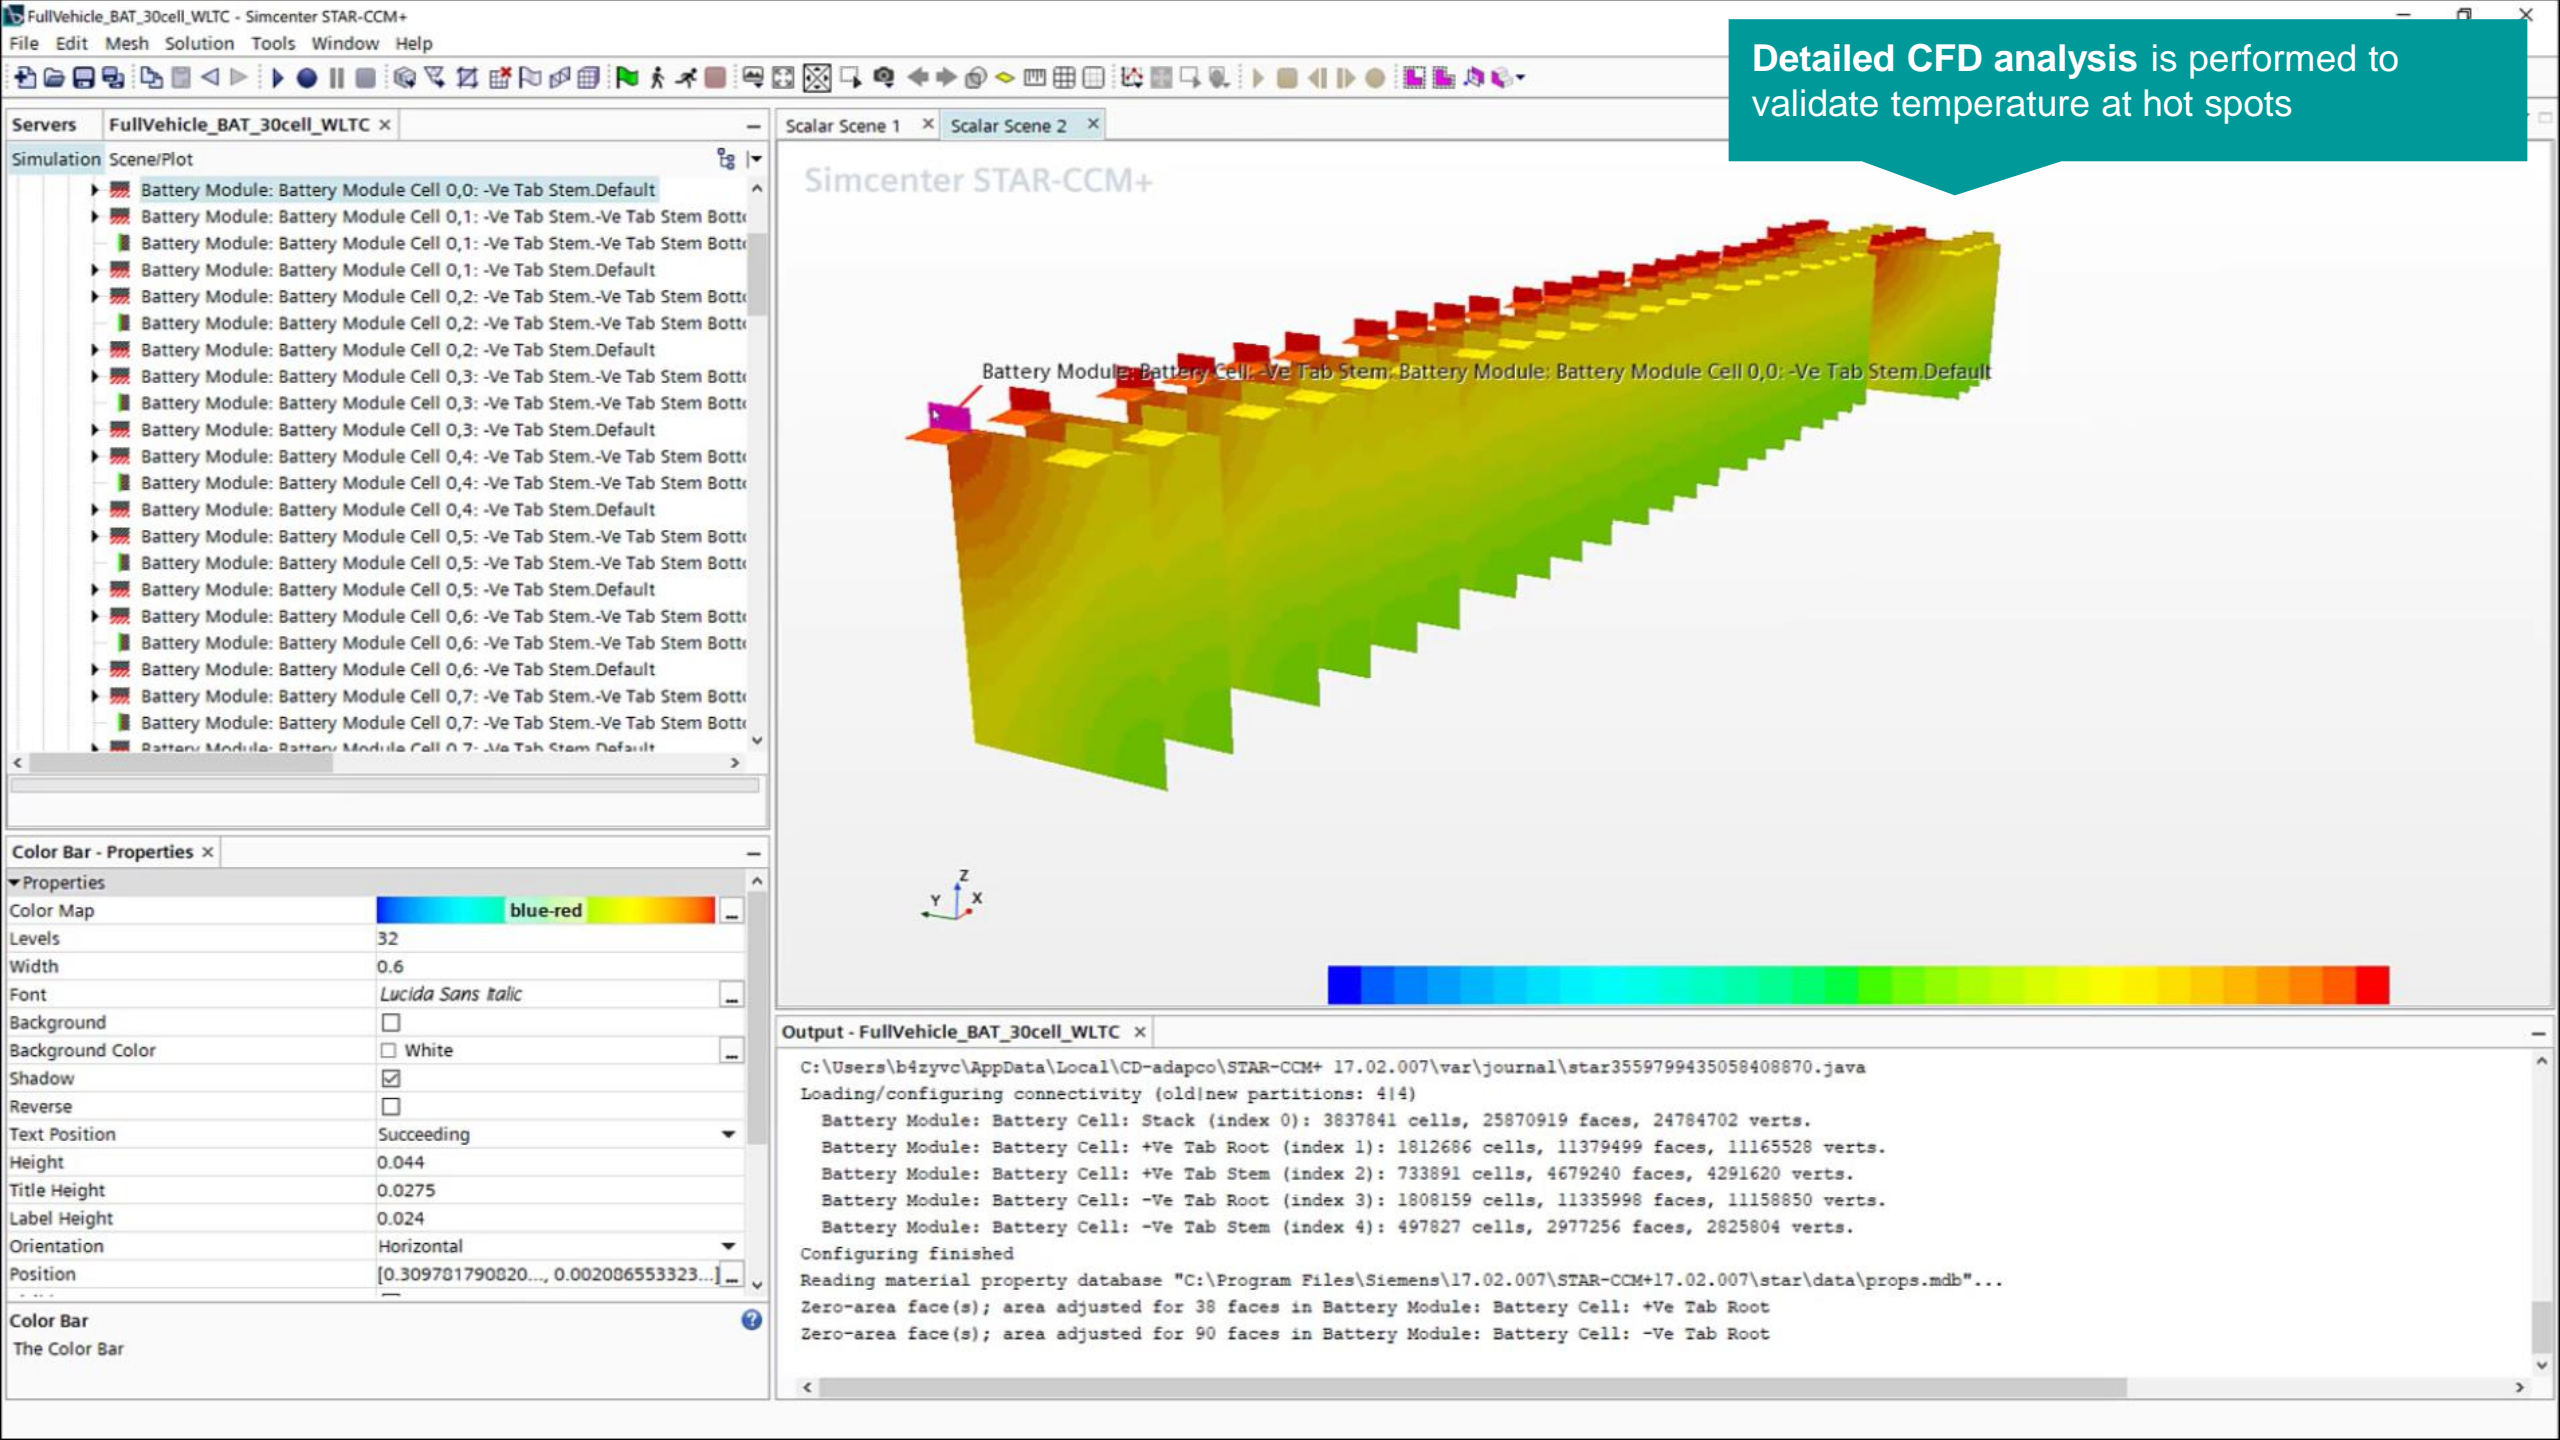 FullVehicle_BAT_30cell_WLTC - Simcenter STAR-CCM+
File Edit Mesh Solution Tools Window Help
Detailed CFD analysis is performed to
validate temperature at hot spots
Servers FullVehicle_BAT_30cell_WLTC
Simulation Scene/Plot
Battery Module: Battery Module Cell 0,0: -Ve Tab Stem.Default
Battery Module: Battery Module Cell 0,1: -Ve Tab Stem.-Ve Tab Stem Botto
Battery Module: Battery Module Cell 0,1: -Ve Tab Stem.-Ve Tab Stem Botto
Battery Module: Battery Module Cell 0,1: -Ve Tab Stem.Default
Battery Module: Battery Module Cell 0,2: -Ve Tab Stem.-Ve Tab Stem Botto
Battery Module: Battery Module Cell 0,2: -Ve Tab Stem.-Ve Tab Stem Botto
Battery Module: Battery Module Cell 0,2: -Ve Tab Stem.Default
Battery Module: Battery Module Cell 0,3: -Ve Tab Stem.-Ve Tab Stem Botto
Battery Module: Battery Module Cell 0,3: -Ve Tab Stem.-Ve Tab Stem Botto
Battery Module: Battery Module Cell 0,3: -Ve Tab Stem.Default
Battery Module: Battery Module Cell 0,4: -Ve Tab Stem.-Ve Tab Stem Botto
Battery Module: Battery Module Cell 0,4: -Ve Tab Stem.-Ve Tab Stem Botto
Battery Module: Battery Module Cell 0,4: -Ve Tab Stem.Default
Battery Module: Battery Module Cell 0,5: -Ve Tab Stem.-Ve Tab Stem Botto
Battery Module: Battery Module Cell 0,5: -Ve Tab Stem.-Ve Tab Stem Botto
Battery Module: Battery Module Cell 0,5: -Ve Tab Stem.Default
Battery Module: Battery Module Cell 0,6: -Ve Tab Stem.-Ve Tab Stem Botto
Battery Module: Battery Module Cell 0,6: -Ve Tab Stem.-Ve Tab Stem Botto
Battery Module: Battery Module Cell 0,6: -Ve Tab Stem.Default
Battery Module: Battery Module Cell 0,7: -Ve Tab Stem.-Ve Tab Stem Botto
Battery Module: Battery Module Cell 0,7: -Ve Tab Stem.-Ve Tab Stem Botto
Battery Module: Battery Module Cell 0,7: -Ve Tab Stem.Default
Scalar Scene 1 Scalar Scene 2
Simcenter STAR-CCM+
Battery Module: Battery Cell: -Ve Tab Stem: Battery Module: Battery Module Cell 0,0: -Ve Tab Stem.Default
Z
Y X
Color Bar - Properties
Properties
Color Map blue-red ...
Levels 32
Width 0.6
Font Lucida Sans Italic ...
Background
Background Color White ...
Shadow
Reverse
Text Position Succeeding
Height 0.044
Title Height 0.0275
Label Height 0.024
Orientation Horizontal
Position [0.309781790820..., 0.002086553323...] ...
Color Bar
The Color Bar
Output - FullVehicle_BAT_30cell_WLTC
C:\Users\b4zyvc\AppData\Local\CD-adapco\STAR-CCM+ 17.02.007\var\journal\star3559799435058408870.java
Loading/configuring connectivity (old|new partitions: 4|4)
Battery Module: Battery Cell: Stack (index 0): 3837841 cells, 25870919 faces, 24784702 verts.
Battery Module: Battery Cell: +Ve Tab Root (index 1): 1812686 cells, 11379499 faces, 11165528 verts.
Battery Module: Battery Cell: +Ve Tab Stem (index 2): 733891 cells, 4679240 faces, 4291620 verts.
Battery Module: Battery Cell: -Ve Tab Root (index 3): 1808159 cells, 11335998 faces, 11158850 verts.
Battery Module: Battery Cell: -Ve Tab Stem (index 4): 497827 cells, 2977256 faces, 2825804 verts.
Configuring finished
Reading material property database "C:\Program Files\Siemens\17.02.007\STAR-CCM+17.02.007\star\data\props.mdb"...
Zero-area face(s); area adjusted for 38 faces in Battery Module: Battery Cell: +Ve Tab Root
Zero-area face(s); area adjusted for 90 faces in Battery Module: Battery Cell: -Ve Tab Root